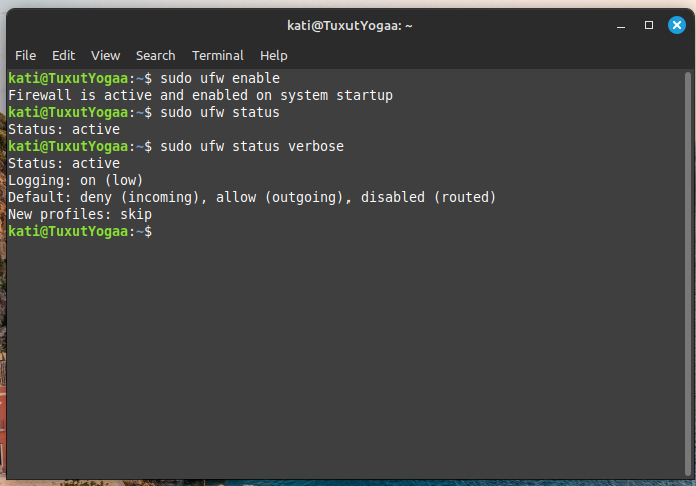 kati@TuxutYogaa: ~
File Edit View Search Terminal Help
kati@TuxutYogaa:~$ sudo ufw enable
Firewall is active and enabled on system startup
kati@TuxutYogaa:~$ sudo ufw status
Status: active
kati@TuxutYogaa:~$ sudo ufw status verbose
Status: active
Logging: on (low)
Default: deny (incoming), allow (outgoing), disabled (routed)
New profiles: skip
kati@TuxutYogaa:~$